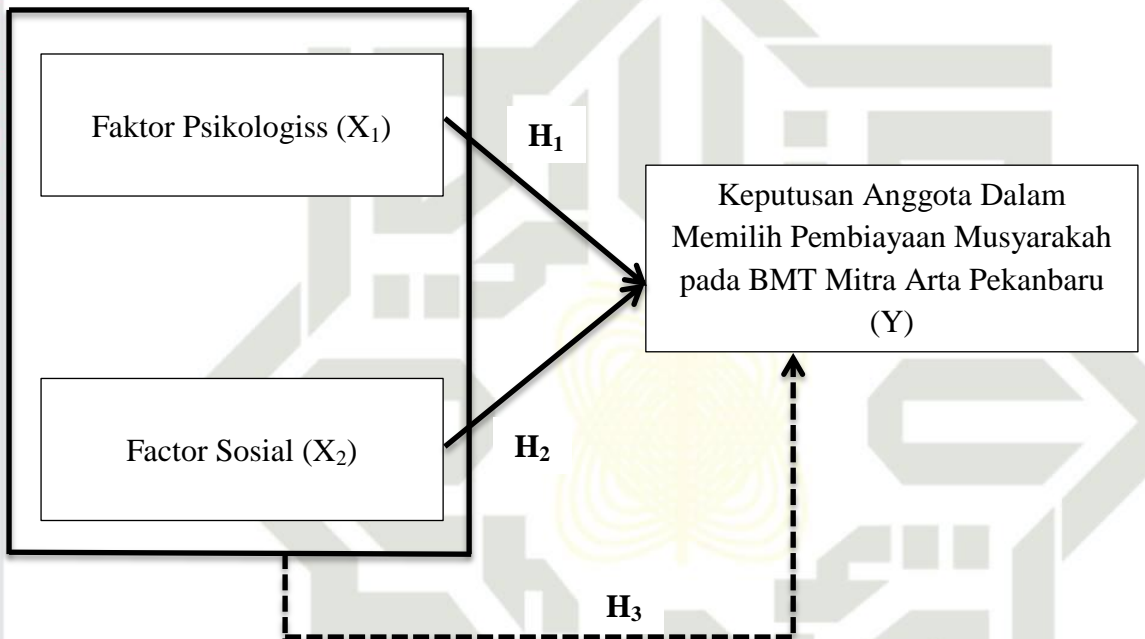 Faktor Psikologiss (X₁)
H₁
Keputusan Anggota Dalam
Memilih Pembiayaan Musyarakah
pada BMT Mitra Arta Pekanbaru
(Y)
Factor Sosial (X₂)
H₂
H₃